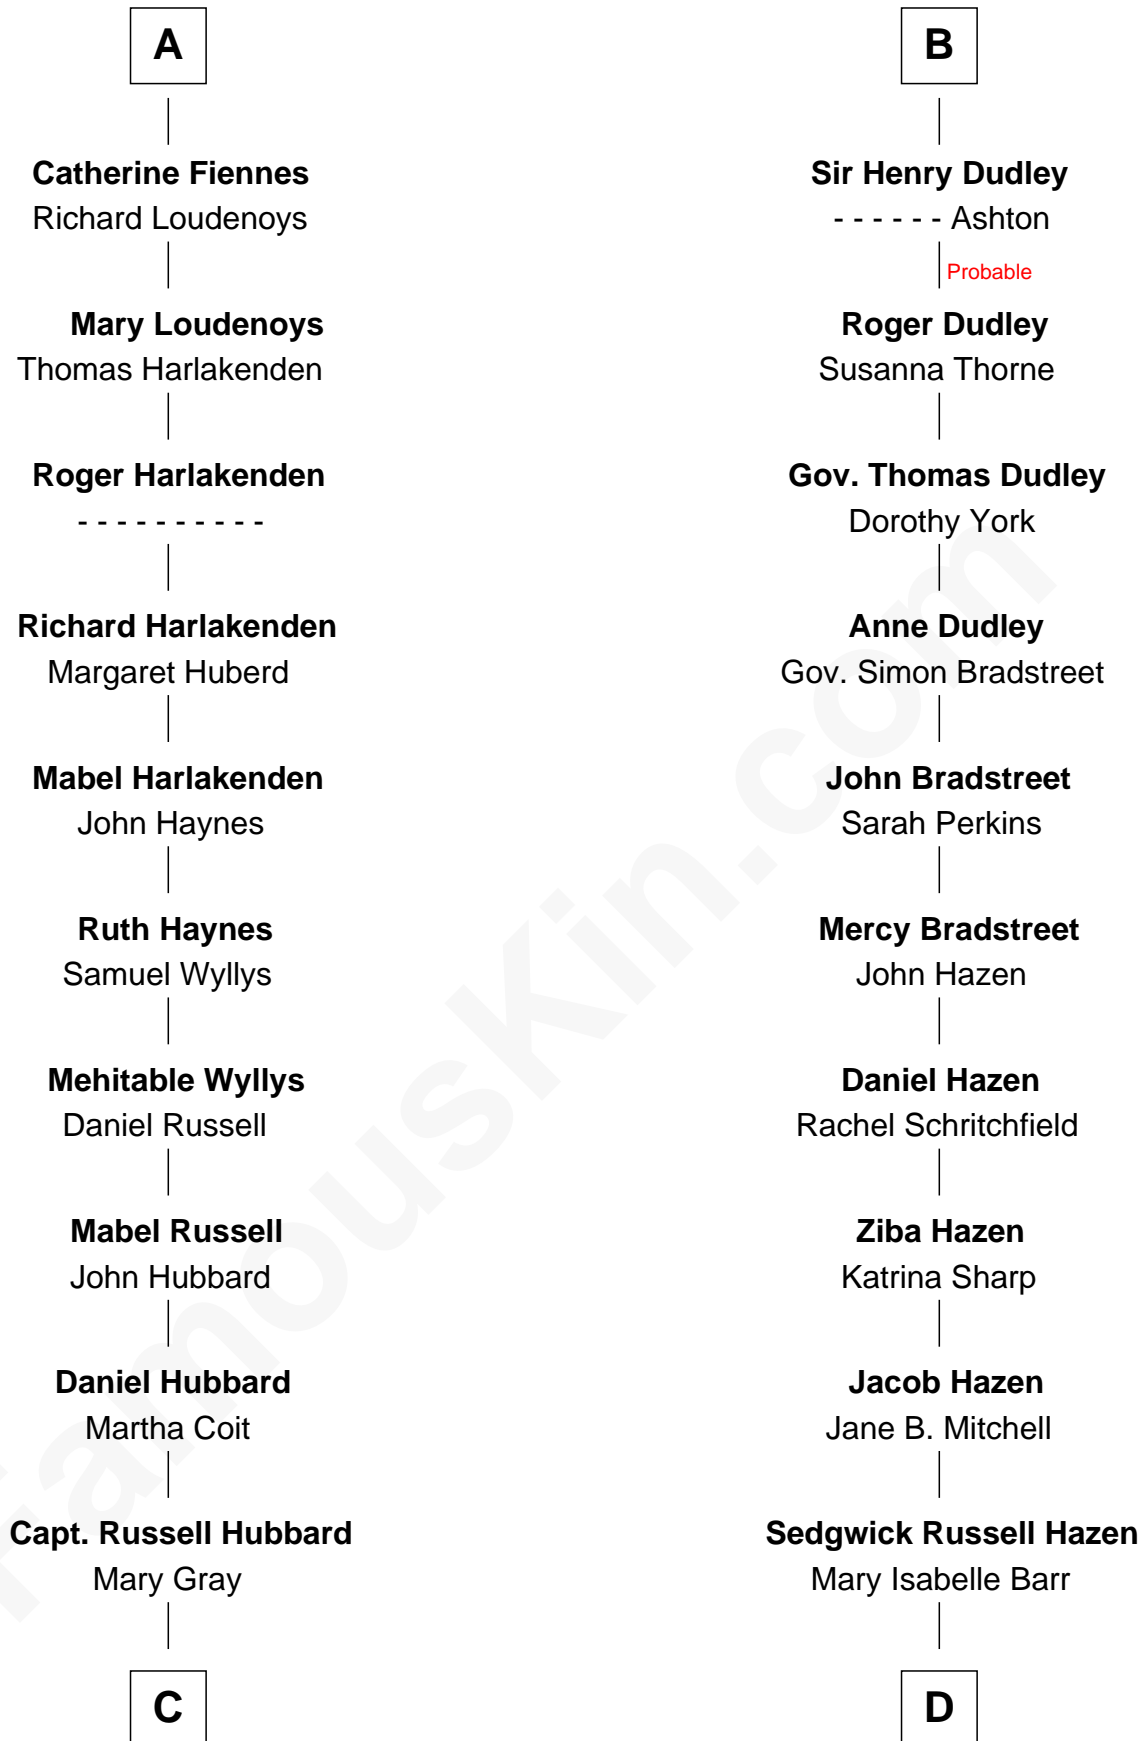 A
Catherine Fiennes
Richard Loudenoys
Mary Loudenoys
Thomas Harlakenden
Roger Harlakenden
- - - - - - - - - -
Richard Harlakenden
Margaret Huberd
Mabel Harlakenden
John Haynes
Ruth Haynes
Samuel Wyllys
Mehitable Wyllys
Daniel Russell
Mabel Russell
John Hubbard
Daniel Hubbard
Martha Coit
Capt. Russell Hubbard
Mary Gray
C
B
Sir Henry Dudley
- - - - - - Ashton
Probable
Roger Dudley
Susanna Thorne
Gov. Thomas Dudley
Dorothy York
Anne Dudley
Gov. Simon Bradstreet
John Bradstreet
Sarah Perkins
Mercy Bradstreet
John Hazen
Daniel Hazen
Rachel Schritchfield
Ziba Hazen
Katrina Sharp
Jacob Hazen
Jane B. Mitchell
Sedgwick Russell Hazen
Mary Isabelle Barr
D
FamousKin.com